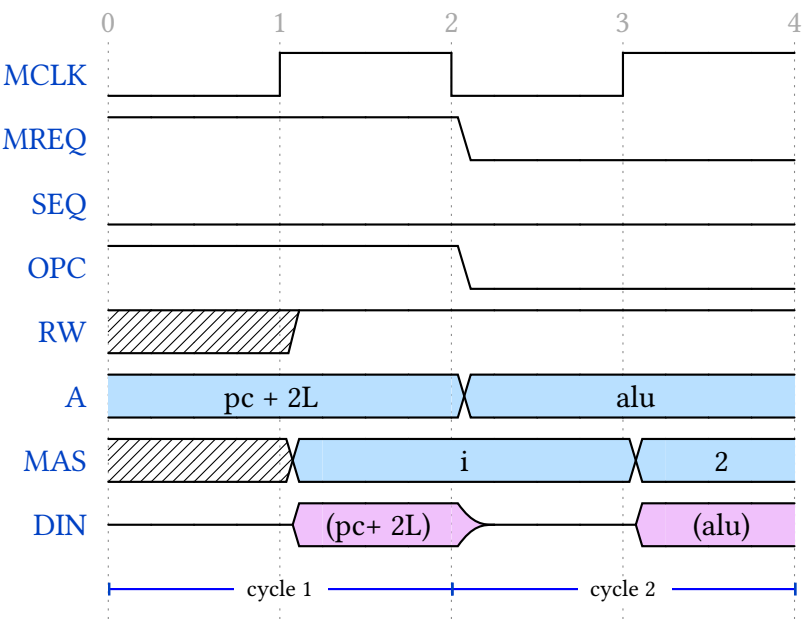 0 1 2 3 4
MCLK
MREQ
SEQ
OPC
RW
A pc + 2L alu
MAS i 2
DIN (pc+ 2L) (alu)
cycle 1 cycle 2